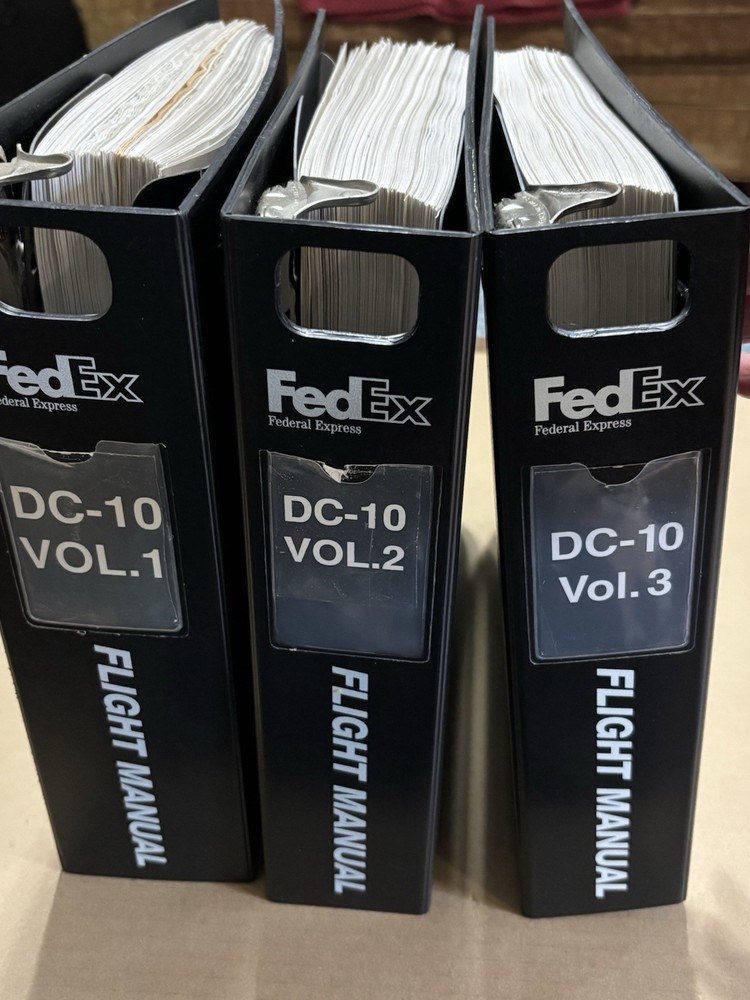 FedEx
Federal Express
DC-10
VOL.1
FLIGHT MANUAL
FedEx
Federal Express
DC-10
VOL.2
FLIGHT MANUAL
FedEx
Federal Express
DC-10
Vol. 3
FLIGHT MANUAL